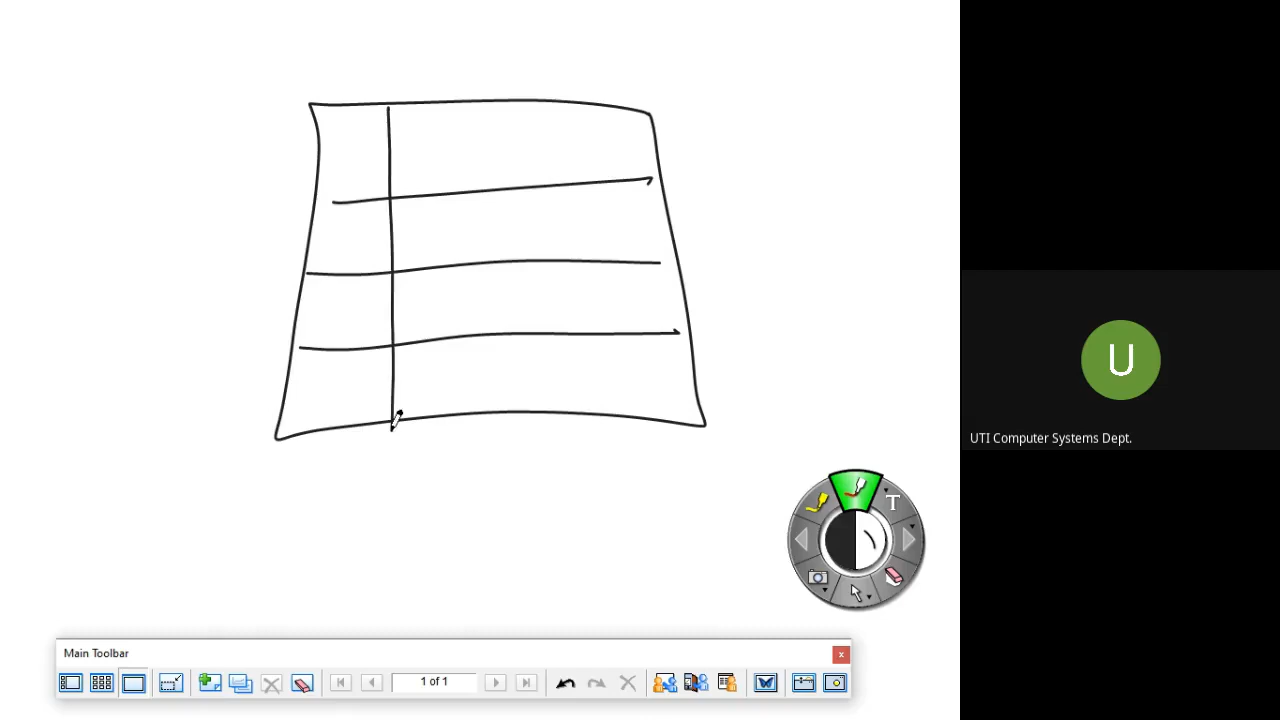 U
UTI Computer Systems Dept.
T
Main Toolbar
x
1 of 1